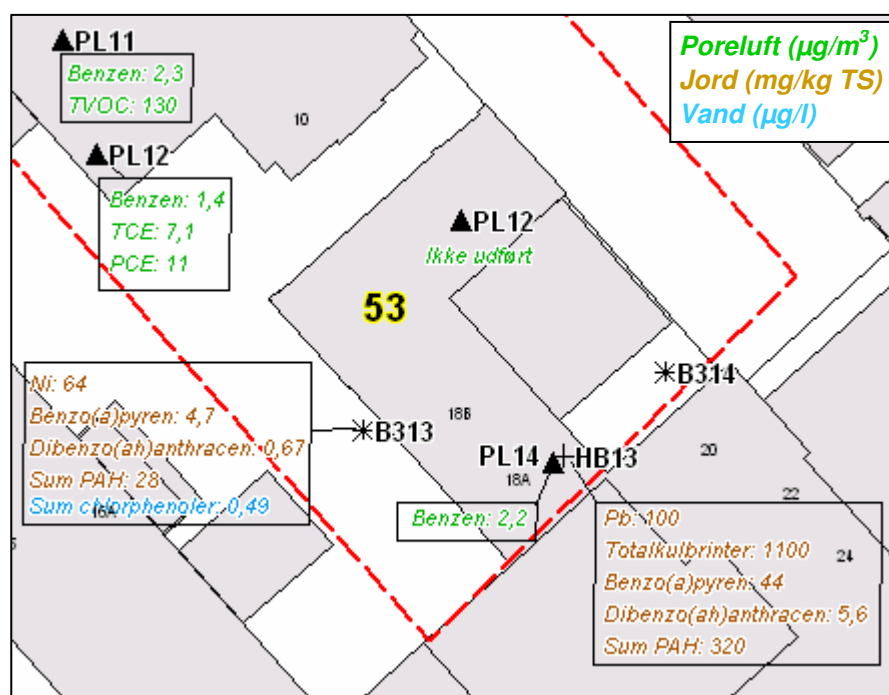 PL11
Benzen: 2,3
TVOC: 130
Poreluft (µg/m³)
Jord (mg/kg TS)
Vand (µg/l)
10
PL12
Benzen: 1,4
TCE: 7,1
PCE: 11
PL12
Ikke udført
53
Ni: 64
Benzo(a)pyren: 4,7
Dibenzo(ah)anthracen: 0,67
Sum PAH: 28
Sum chlorphenoler: 0,49
16A
B313
B314
18B
PL14
HB13
18A
Benzen: 2,2
20
22
24
Pb: 100
Totalkulbrinter: 1100
Benzo(a)pyren: 44
Dibenzo(ah)anthracen: 5,6
Sum PAH: 320